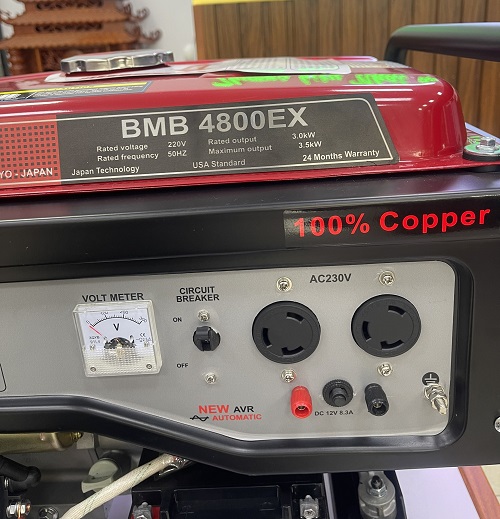 BMB 4800EX
Rated voltage 220V Rated output 3.0kW
Rated frequency 50HZ Maximum output 3.5kW
YO - JAPAN Japan Technology USA Standard 24 Months Warranty
100% Copper
AC230V
VOLT METER
CIRCUIT
BREAKER
ON
V
OFF
NEW AVR
AUTOMATIC
DC 12V 8.3A